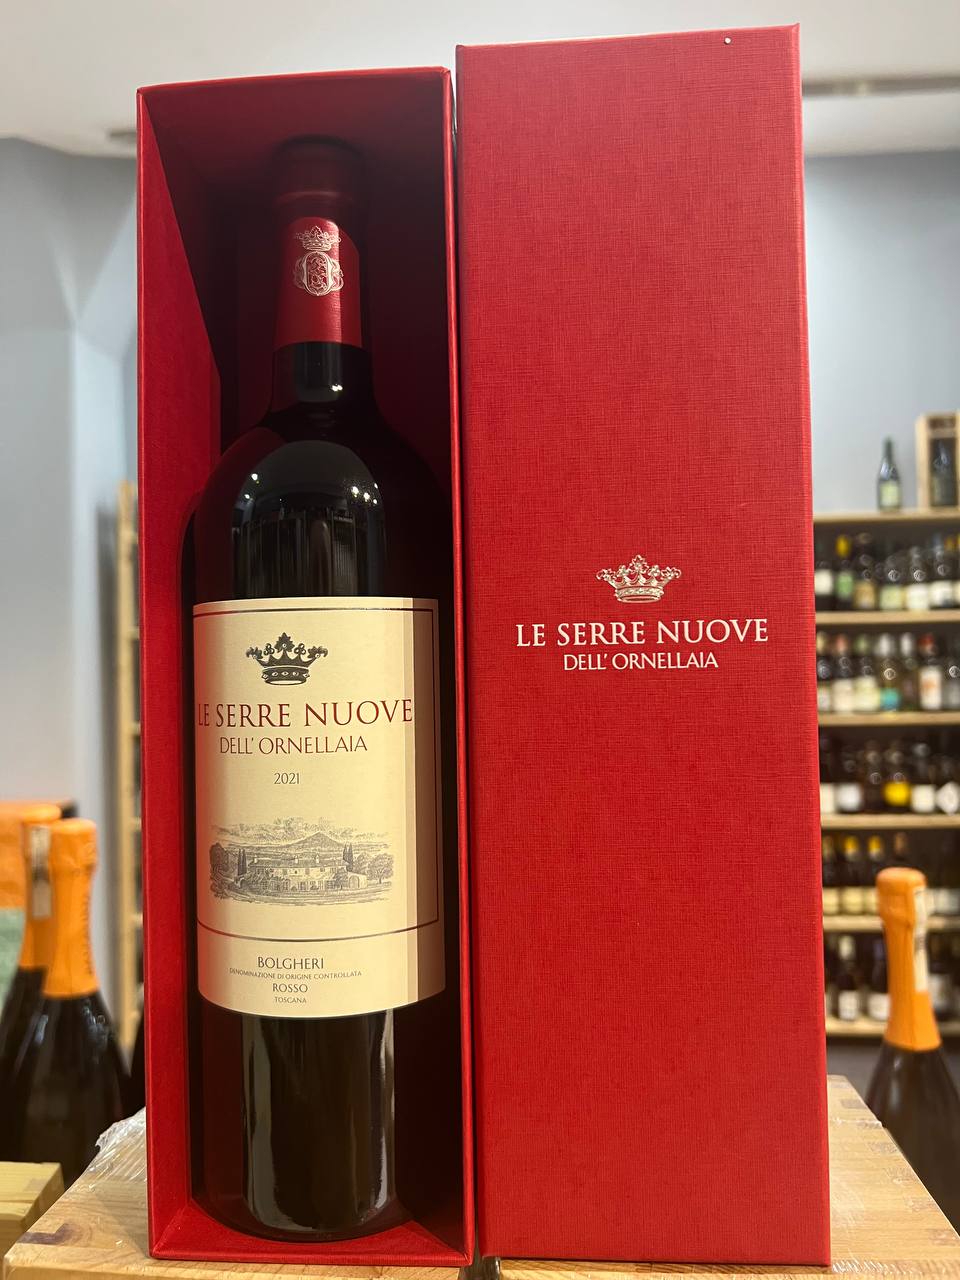 LE SERRE NUOVE
DELL' ORNELLAIA
2021
BOLGHERI
DENOMINAZIONE DI ORIGINE CONTROLLATA
ROSSO
TOSCANA
LE SERRE NUOVE
DELL' ORNELLAIA